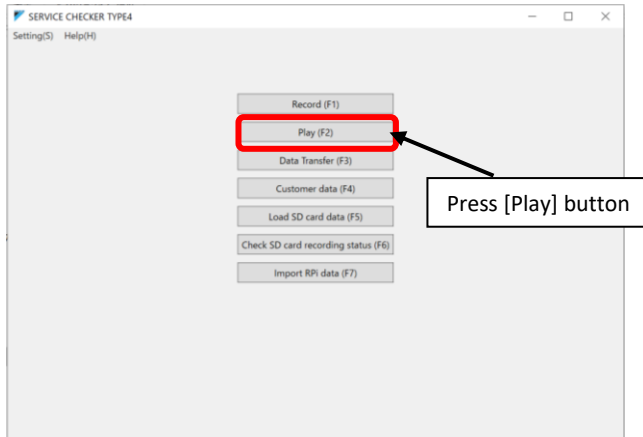 SERVICE CHECKER TYPE4
Setting(S) Help(H)
Record (F1)
Play (F2)
Data Transfer (F3)
Customer data (F4)
Press [Play] button
Load SD card data (F5)
Check SD card recording status (F6)
Import RPi data (F7)